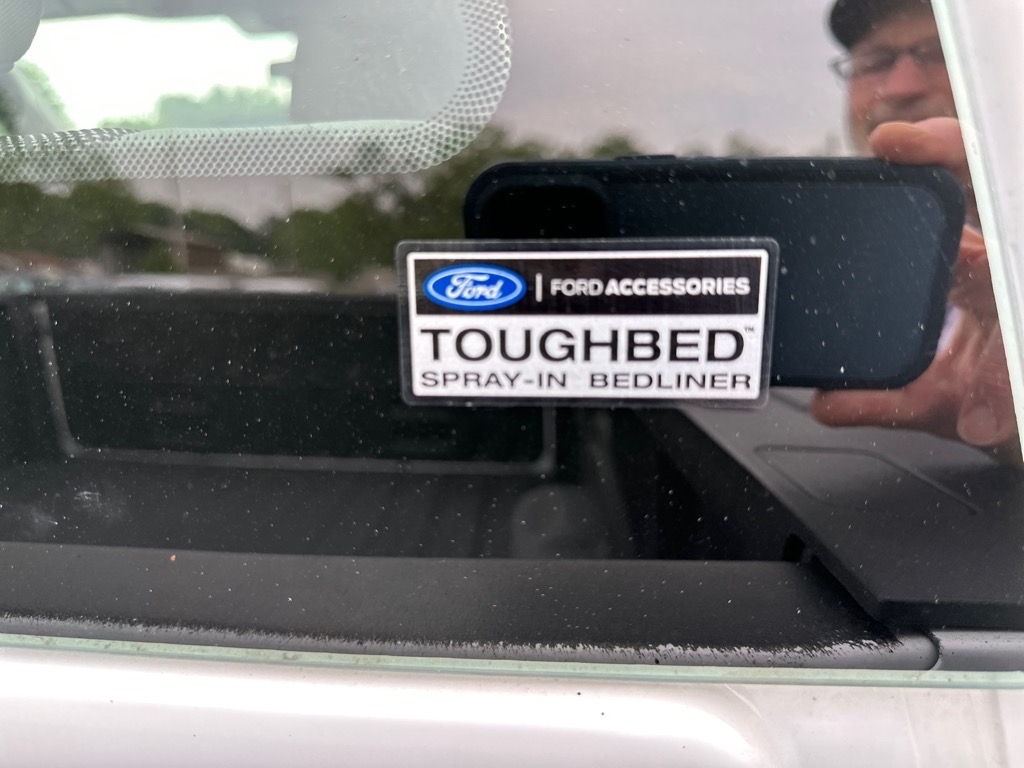 Ford | FORD ACCESSORIES
TOUGHBED™
SPRAY-IN BEDLINER